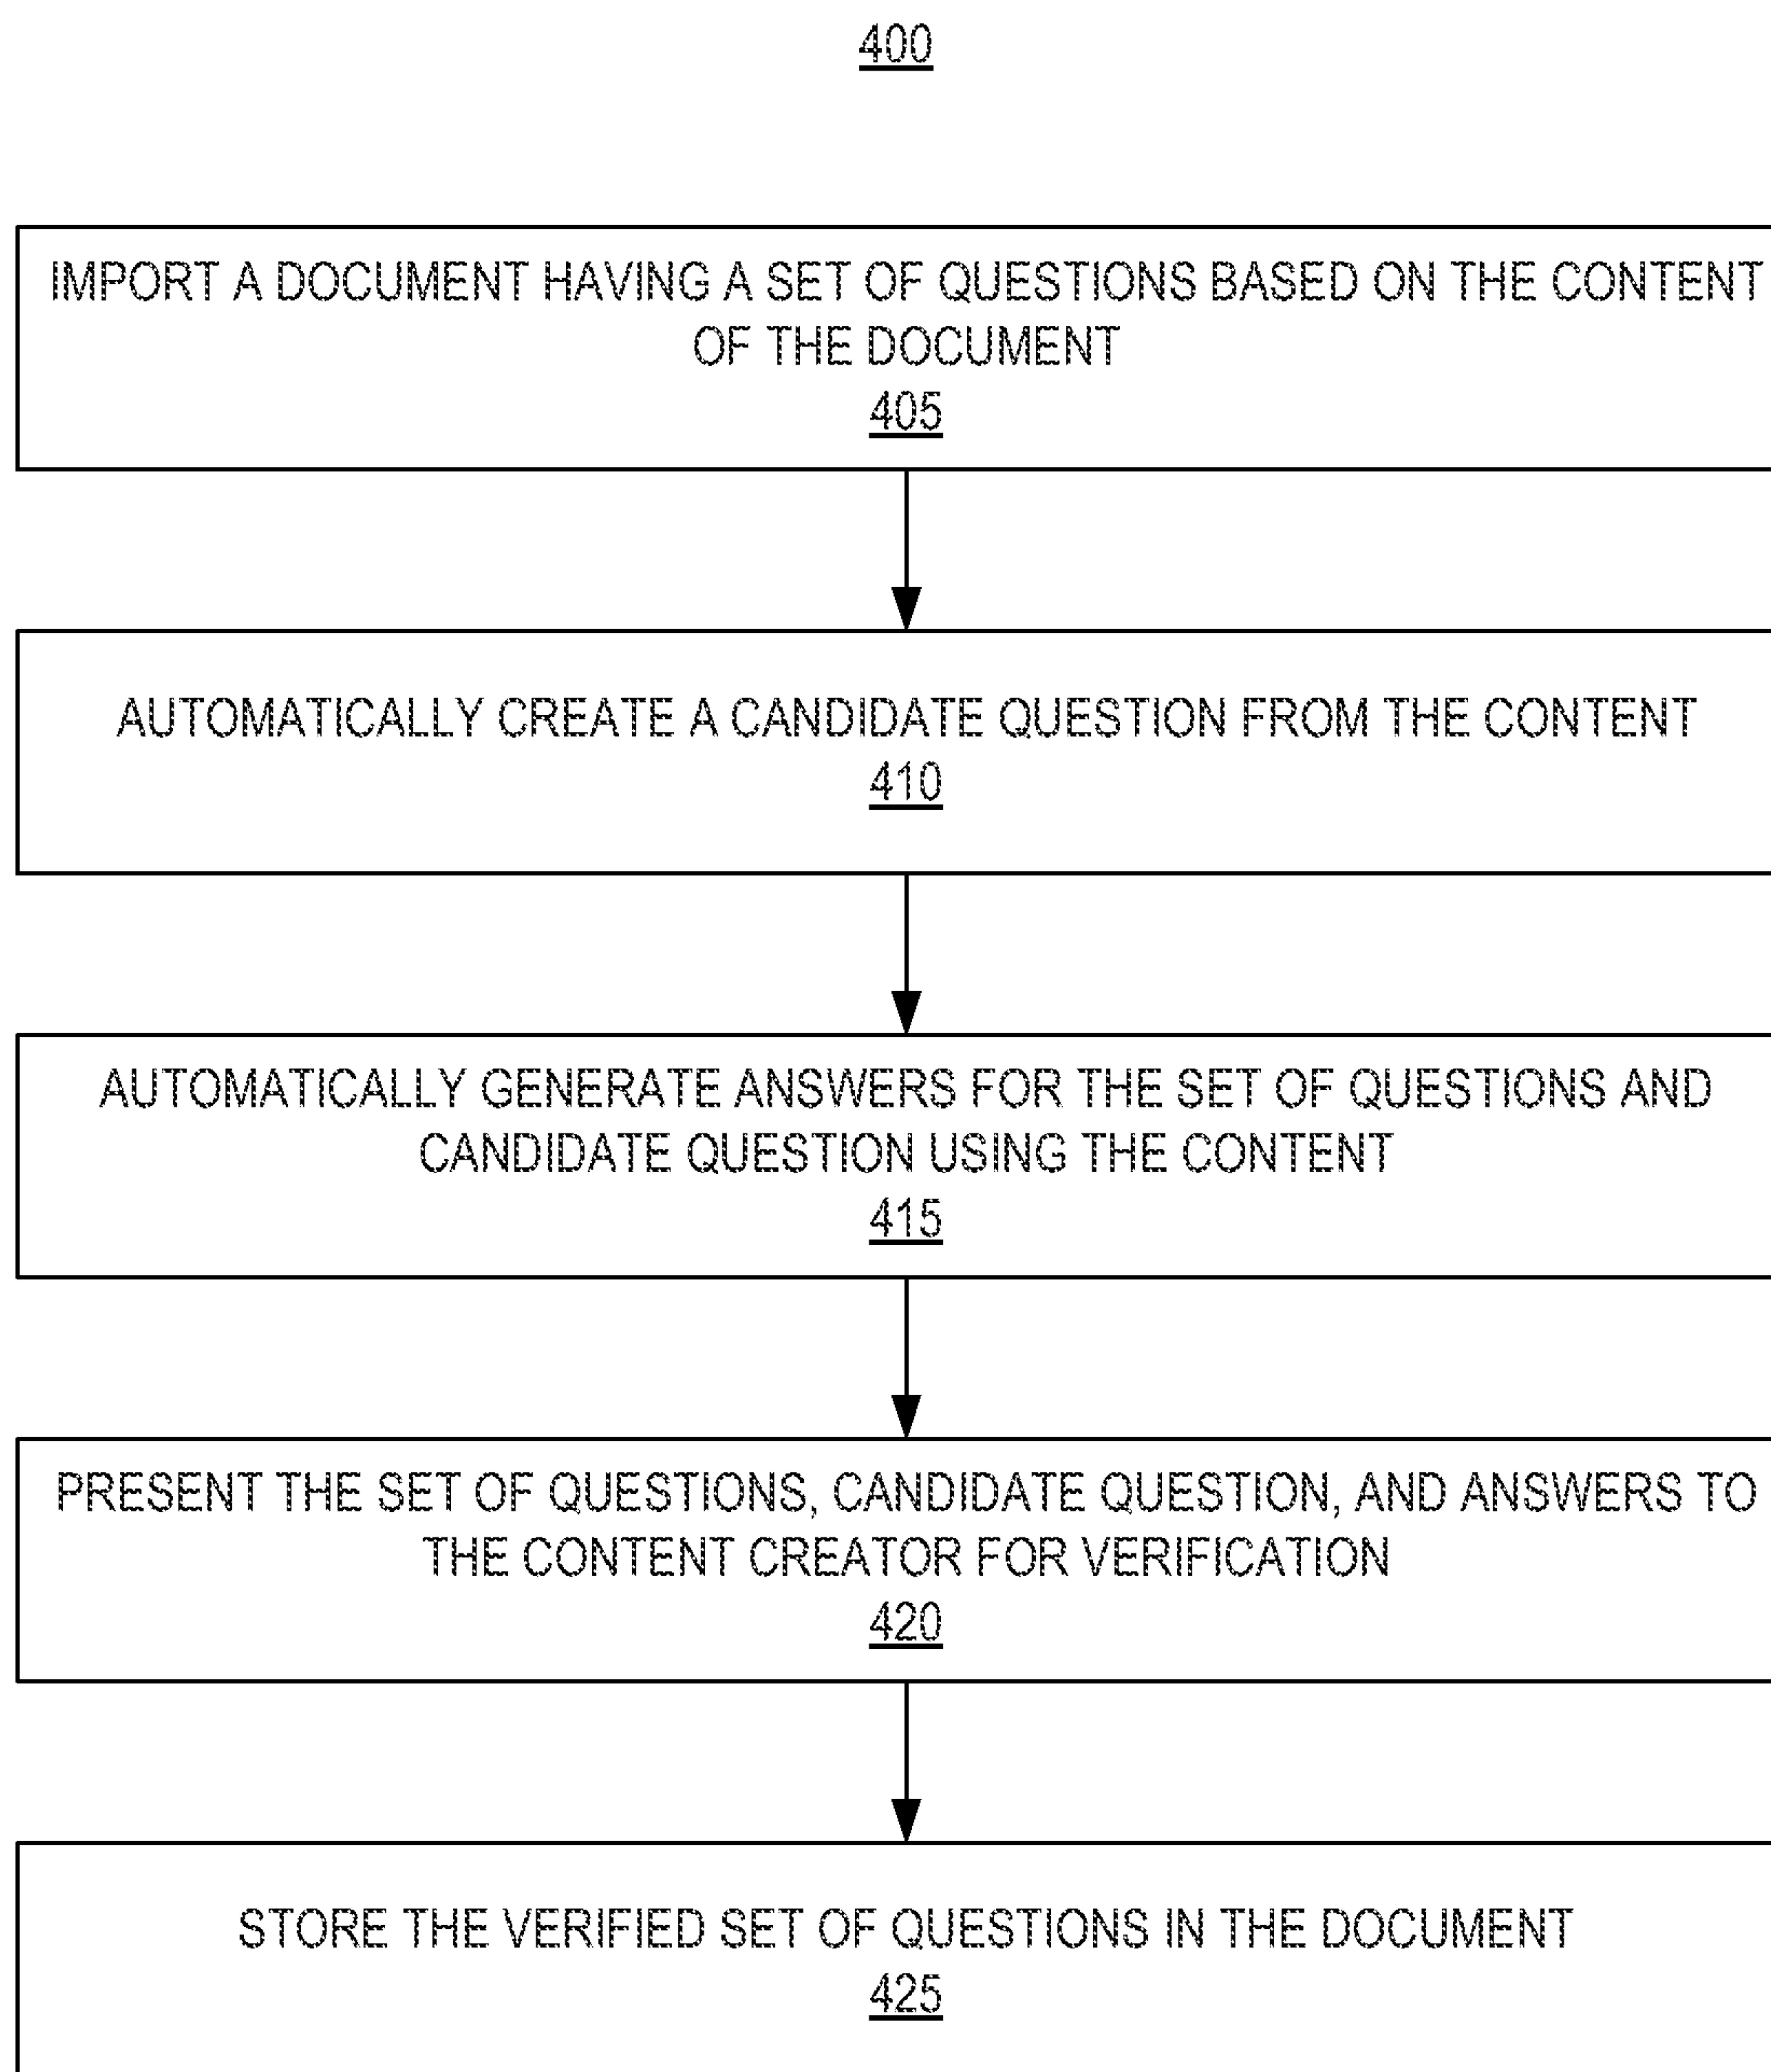 400
IMPORT A DOCUMENT HAVING A SET OF QUESTIONS BASED ON THE CONTENT
OF THE DOCUMENT
405
AUTOMATICALLY CREATE A CANDIDATE QUESTION FROM THE CONTENT
410
AUTOMATICALLY GENERATE ANSWERS FOR THE SET OF QUESTIONS AND
CANDIDATE QUESTION USING THE CONTENT
415
PRESENT THE SET OF QUESTIONS, CANDIDATE QUESTION, AND ANSWERS TO
THE CONTENT CREATOR FOR VERIFICATION
420
STORE THE VERIFIED SET OF QUESTIONS IN THE DOCUMENT
425